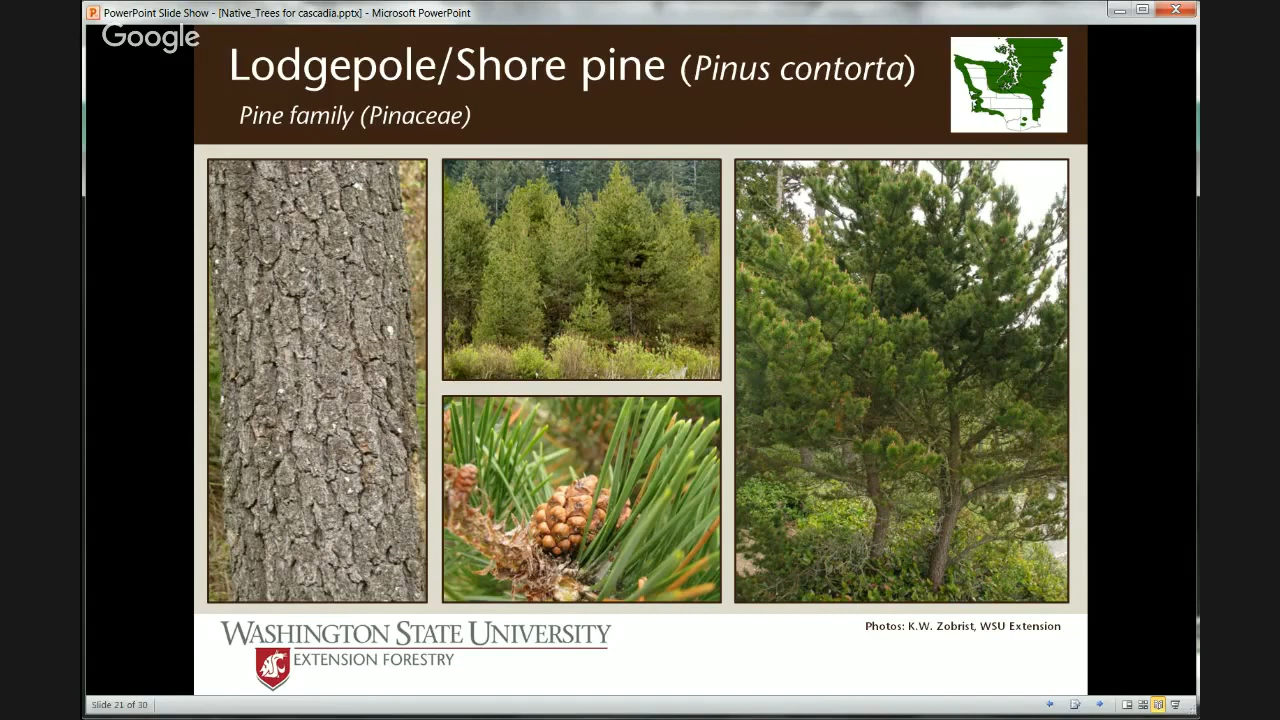 PowerPoint Slide Show - [Native_Trees for cascadia.pptx] - Microsoft PowerPoint
Google
Lodgepole/Shore pine (Pinus contorta)
Pine family (Pinaceae)
WASHINGTON STATE UNIVERSITY
EXTENSION FORESTRY
Photos: K.W. Zobrist, WSU Extension
Slide 21 of 30